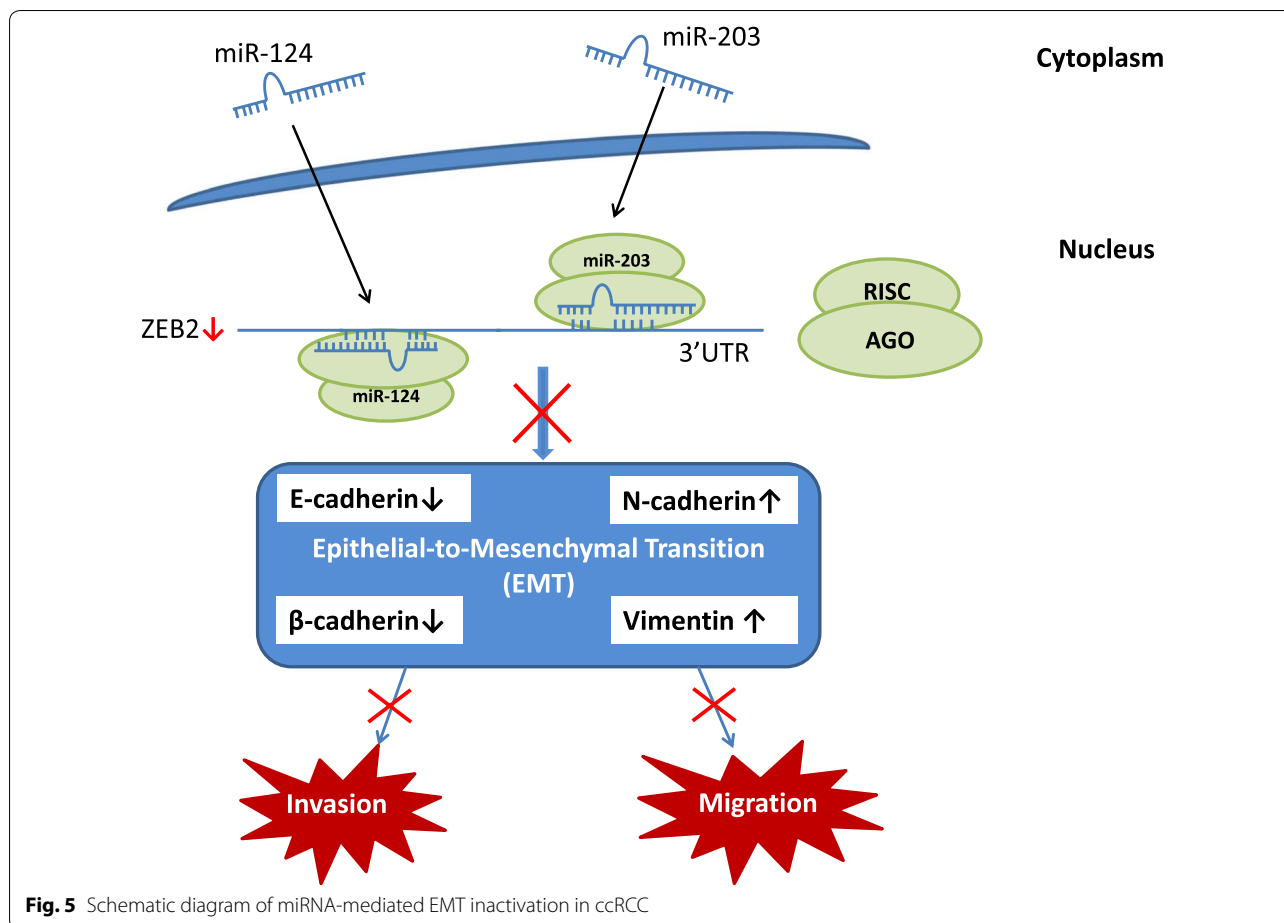 miR-124
miR-203
Cytoplasm
Nucleus
miR-203
RISC
AGO
ZEB2↓
3’UTR
miR-124
E-cadherin↓
N-cadherin↑
Epithelial-to-Mesenchymal Transition
(EMT)
β-cadherin↓
Vimentin ↑
Invasion
Migration
Fig. 5 Schematic diagram of miRNA-mediated EMT inactivation in ccRCC